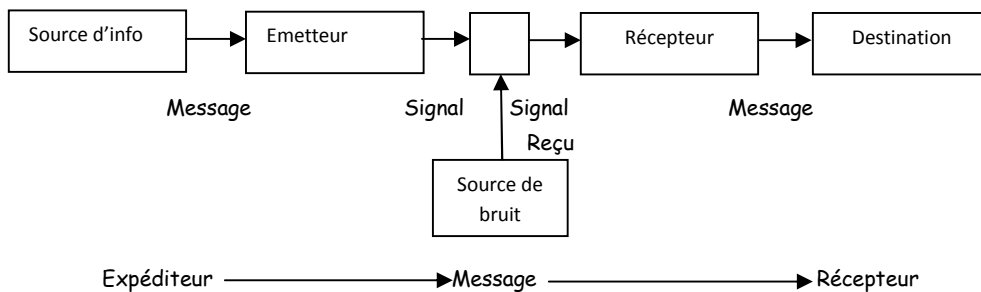 Source d'info
Emetteur
Récepteur
Destination
Message
Signal
Signal
Message
Reçu
Source de
bruit
Expéditeur
Message
Récepteur